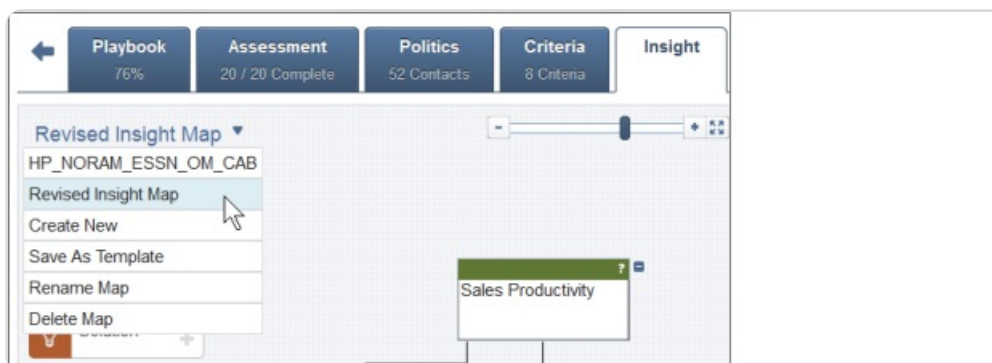 Playbook
76%
Assessment
20 / 20 Complete
Politics
52 Contacts
Criteria
8 Criteria
Insight
Revised Insight Map
HP_NORAM_ESSN_OM_CAB
Revised Insight Map
Create New
Save As Template
Rename Map
Delete Map
Solution
?
Sales Productivity